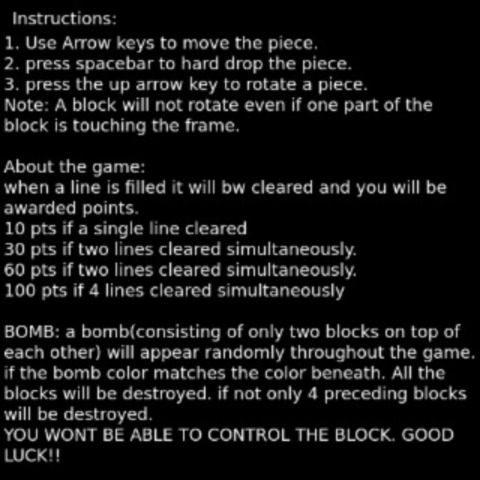 Instructions:
1. Use Arrow keys to move the piece.
2. press spacebar to hard drop the piece.
3. press the up arrow key to rotate a piece.
Note: A block will not rotate even if one part of the
block is touching the frame.
About the game:
when a line is filled it will bw cleared and you will be
awarded points.
10 pts if a single line cleared
30 pts if two lines cleared simultaneously.
60 pts if two lines cleared simultaneously.
100 pts if 4 lines cleared simultaneously
BOMB: a bomb(consisting of only two blocks on top of
each other) will appear randomly throughout the game.
if the bomb color matches the color beneath. All the
blocks will be destroyed. if not only 4 preceding blocks
will be destroyed.
YOU WONT BE ABLE TO CONTROL THE BLOCK. GOOD
LUCK!!